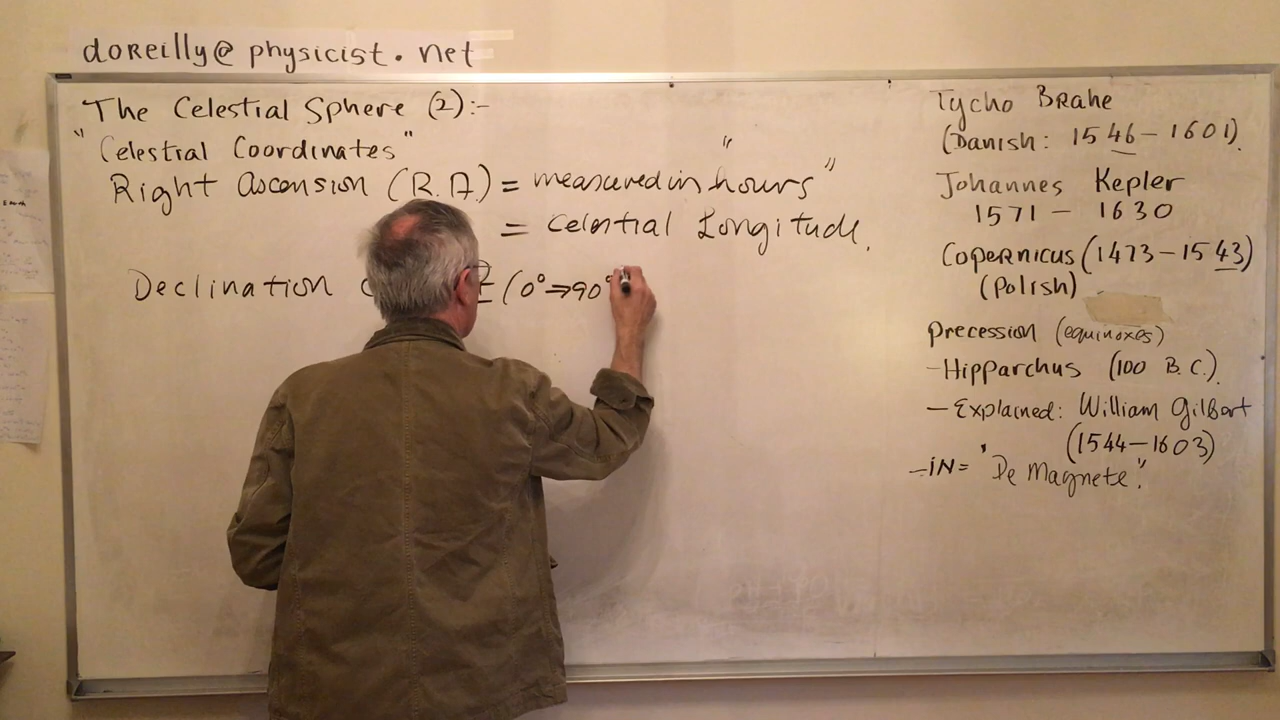 doreilly@physicist.net
The Celestial Sphere (2):-
"Celestral Coordinates"
Right Ascension (R.A) = "measured in hours"
= Celestial Longitude.
Declination ± (0°→90°
Tycho Brahe
(Danish: 1546 – 1601).
Johannes Kepler
1571 – 1630
Copernicus (1473–1543)
(Polish)
Precession (equinoxes)
– Hipparchus (100 B.C.).
– Explained: William Gilbert
(1544–1603)
– iN = "De Magnete".